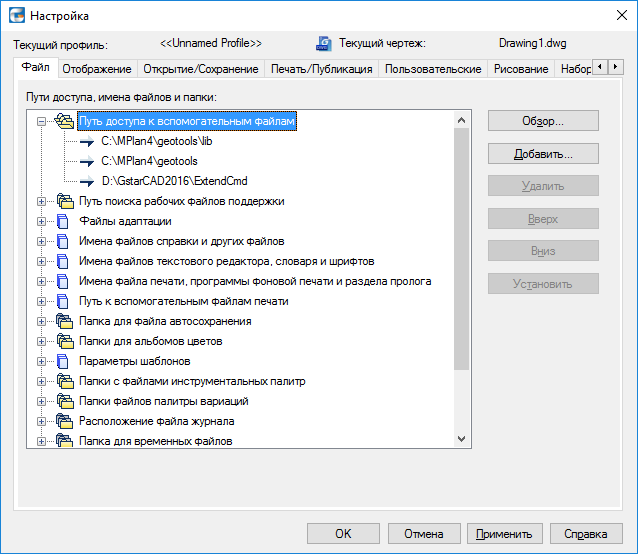 Настройка
Текущий профиль: <<Unnamed Profile>> Текущий чертеж: Drawing1.dwg
Файл Отображение Открытие/Сохранение Печать/Публикация Пользовательские Рисование Набор
Пути доступа, имена файлов и папки:
Путь доступа к вспомогательным файлам
C:\MPlan4\geotools\lib
C:\MPlan4\geotools
D:\GstarCAD2016\ExtendCmd
Путь поиска рабочих файлов поддержки
Файлы адаптации
Имена файлов справки и других файлов
Имена файлов текстового редактора, словаря и шрифтов
Имена файла печати, программы фоновой печати и раздела пролога
Путь к вспомогательным файлам печати
Папка для файла автосохранения
Папки для альбомов цветов
Параметры шаблонов
Папки с файлами инструментальных палитр
Папки файлов палитры вариаций
Расположение файла журнала
Папка для временных файлов
Обзор...
Добавить...
Удалить
Вверх
Вниз
Установить
OK Отмена Применить Справка